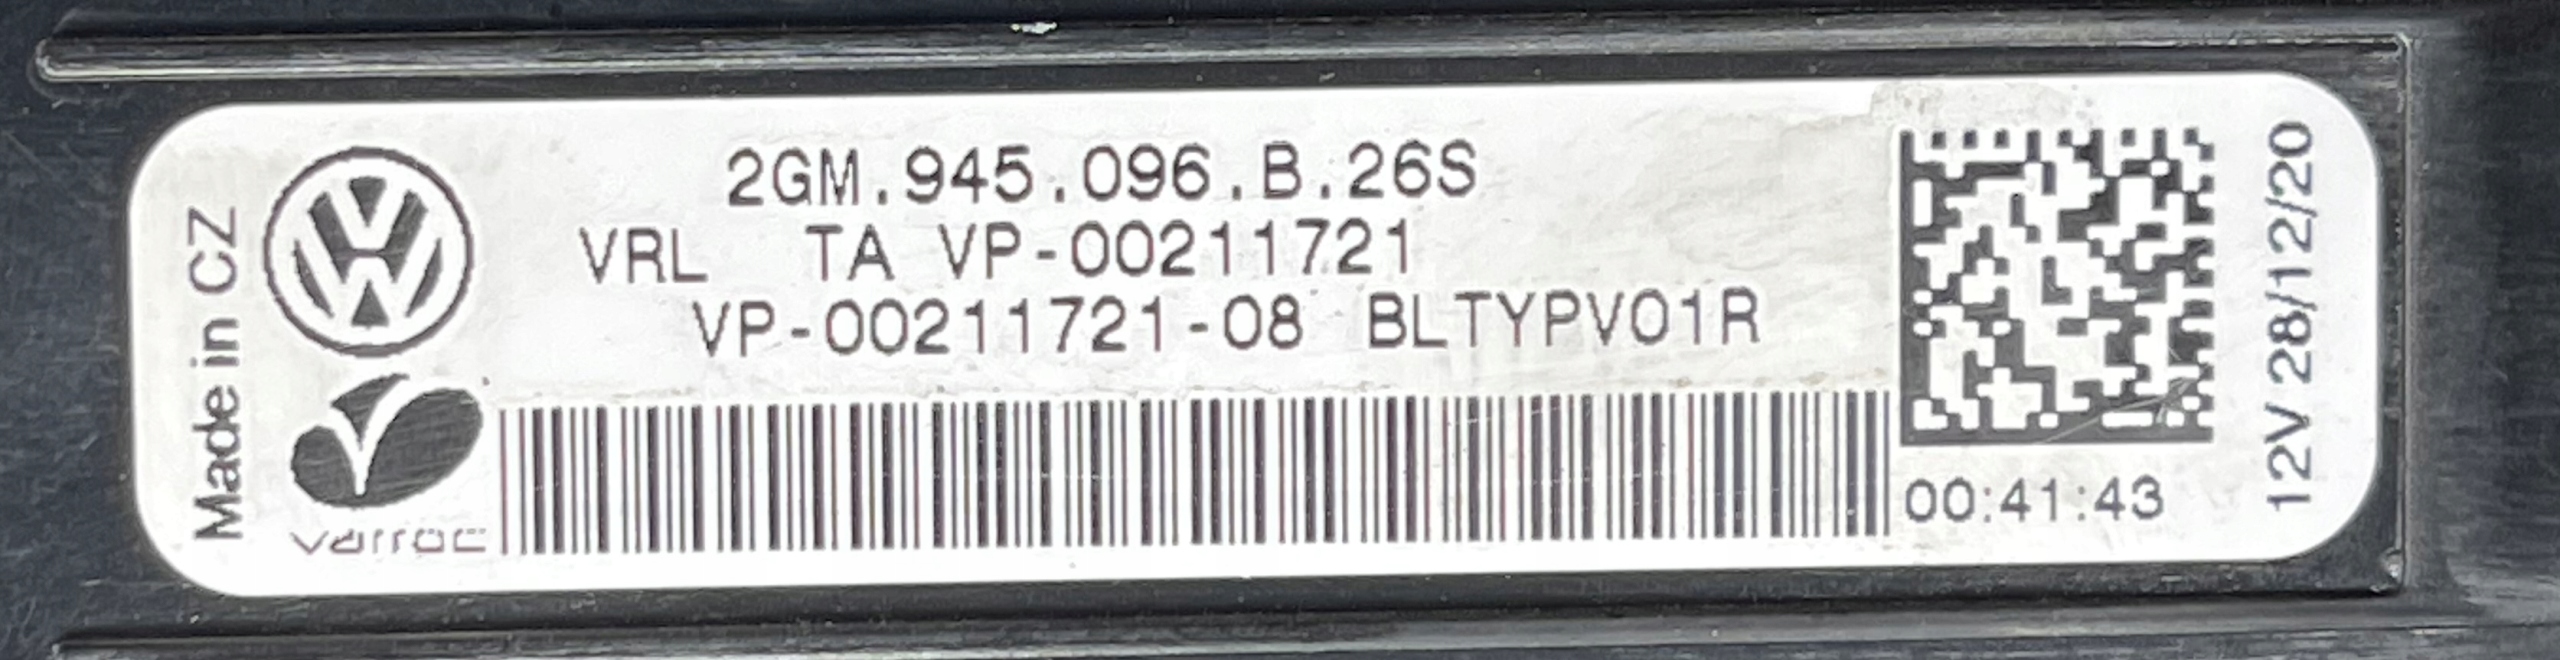 Made in CZ
2GM.945.096.B.26S
VRL TA VP-00211721
VP-00211721-08 BLTYPV01R
varroc
00:41:43
12V 28/12/20